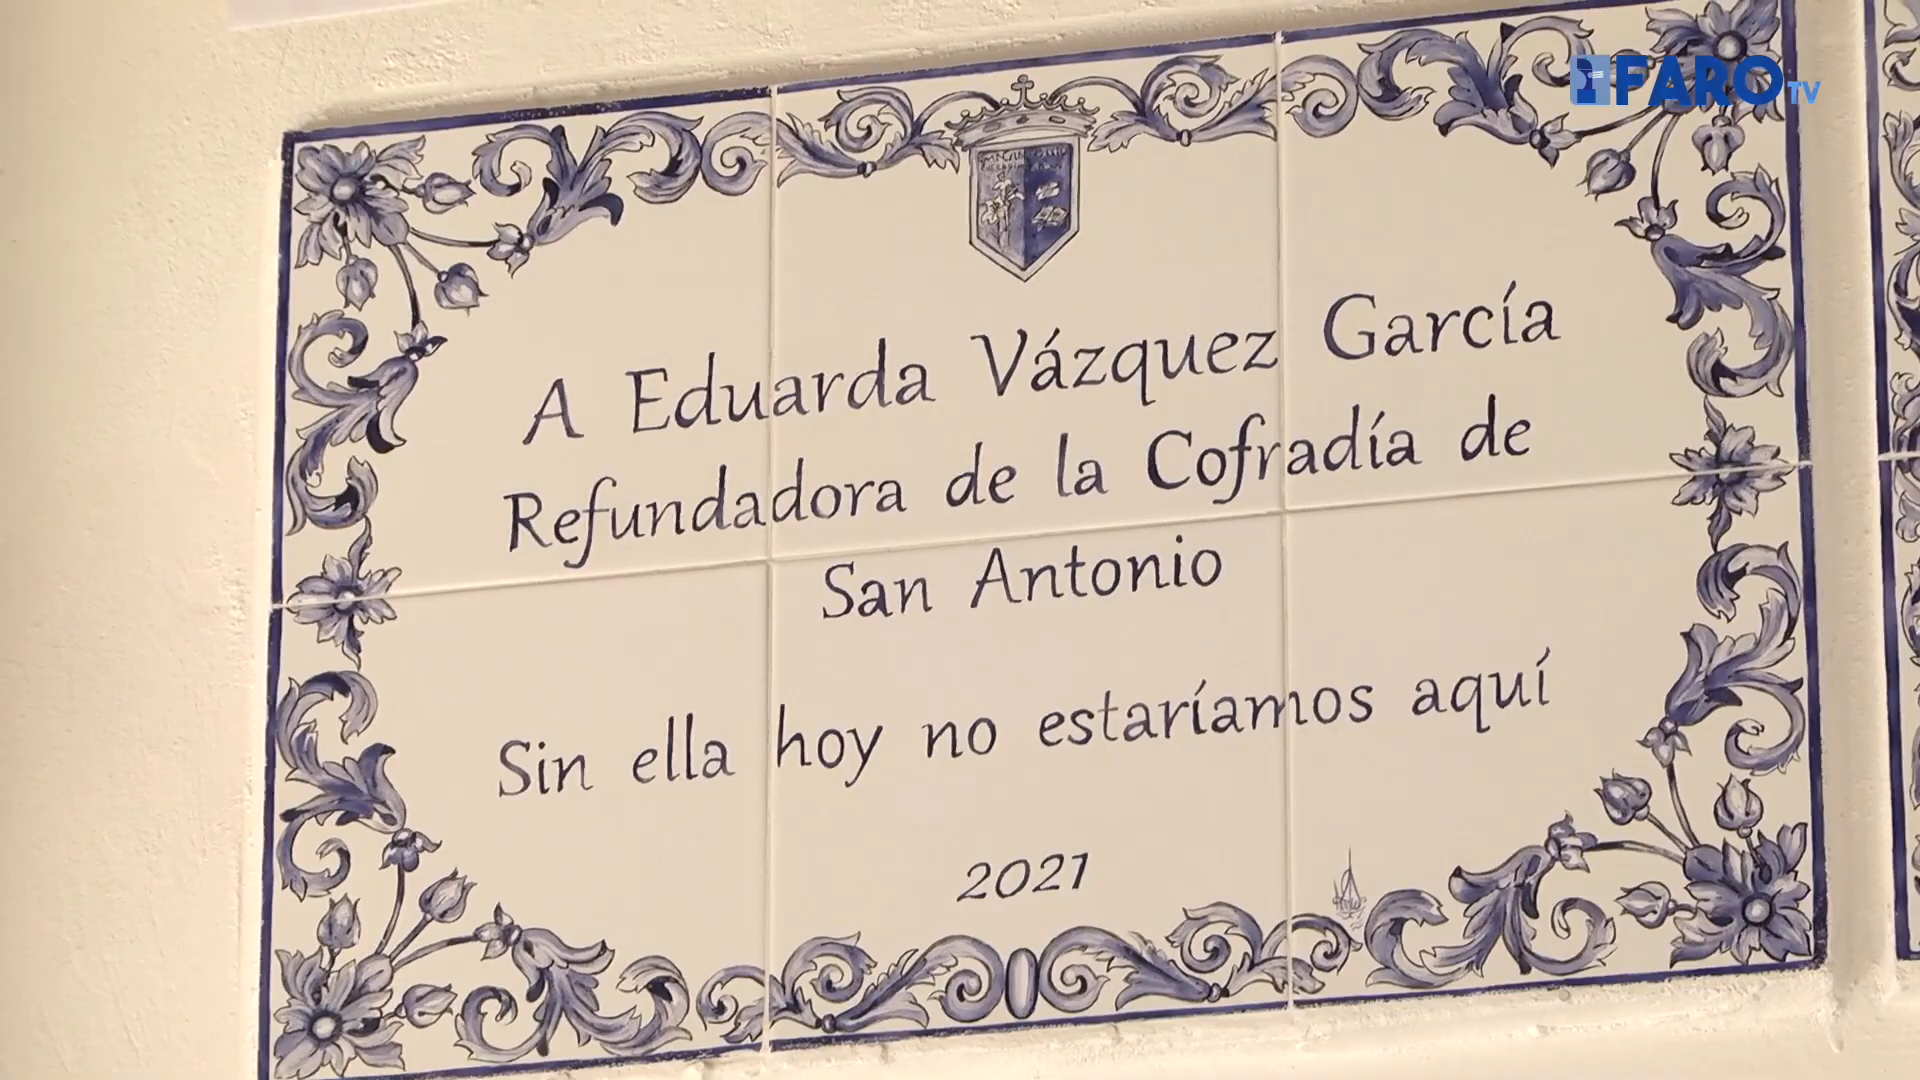 FARO TV
A Eduarda Vázquez García
Refundadora de la Cofradía de
San Antonio
Sin ella hoy no estaríamos aquí
2021